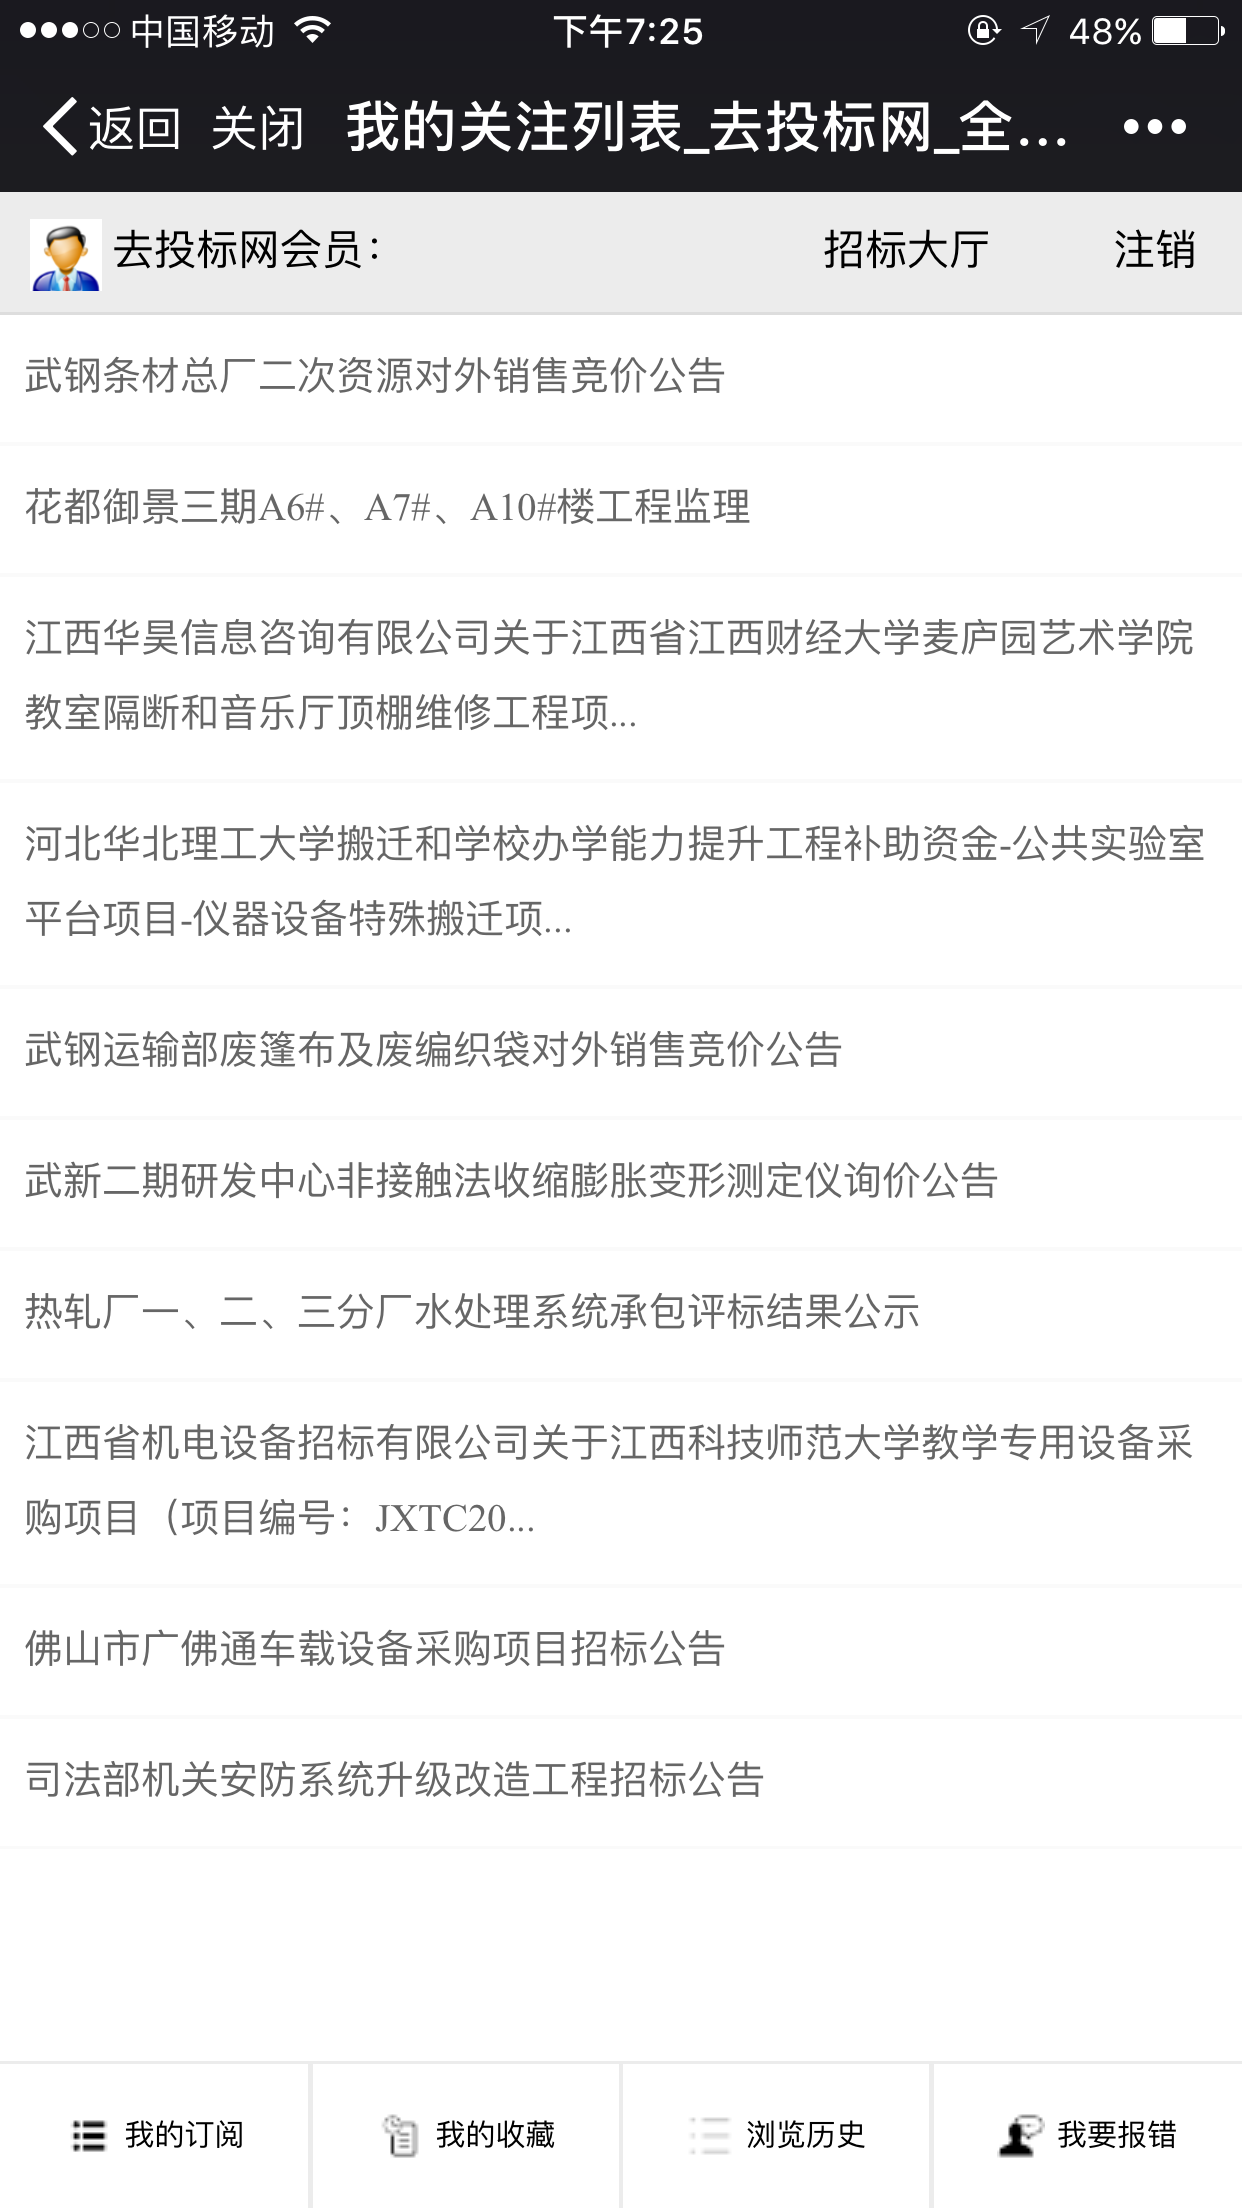 中国移动 下午7:25 48%
返回 关闭 我的关注列表_去投标网_全...
去投标网会员： 招标大厅 注销
武钢条材总厂二次资源对外销售竞价公告
花都御景三期A6#、A7#、A10#楼工程监理
江西华昊信息咨询有限公司关于江西省江西财经大学麦庐园艺术学院
教室隔断和音乐厅顶棚维修工程项...
河北华北理工大学搬迁和学校办学能力提升工程补助资金-公共实验室
平台项目-仪器设备特殊搬迁项...
武钢运输部废篷布及废编织袋对外销售竞价公告
武新二期研发中心非接触法收缩膨胀变形测定仪询价公告
热轧厂一、二、三分厂水处理系统承包评标结果公示
江西省机电设备招标有限公司关于江西科技师范大学教学专用设备采
购项目（项目编号：JXTC20...
佛山市广佛通车载设备采购项目招标公告
司法部机关安防系统升级改造工程招标公告
我的订阅 我的收藏 浏览历史 我要报错